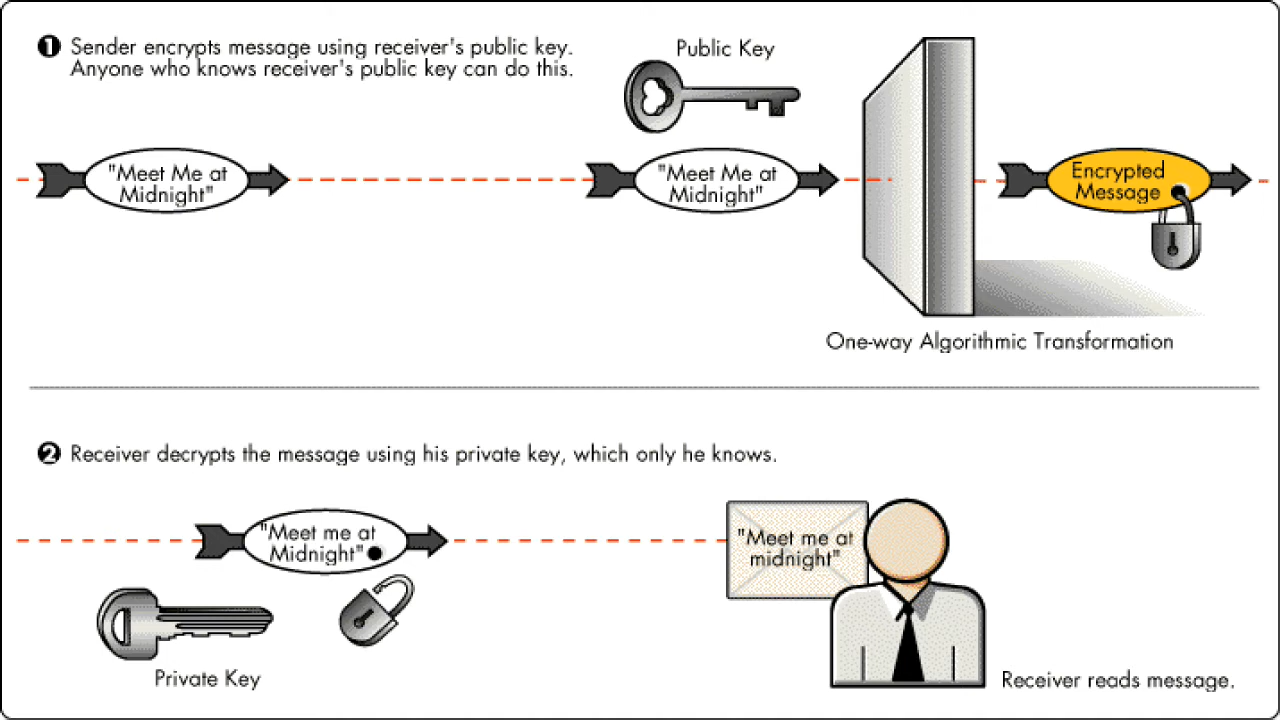 1 Sender encrypts message using receiver's public key.
Anyone who knows receiver's public key can do this.
Public Key
"Meet Me at
Midnight"
"Meet Me at
Midnight"
Encrypted
Message
One-way Algorithmic Transformation
2 Receiver decrypts the message using his private key, which only he knows.
"Meet me at
Midnight"
"Meet me at
midnight"
Private Key
Receiver reads message.